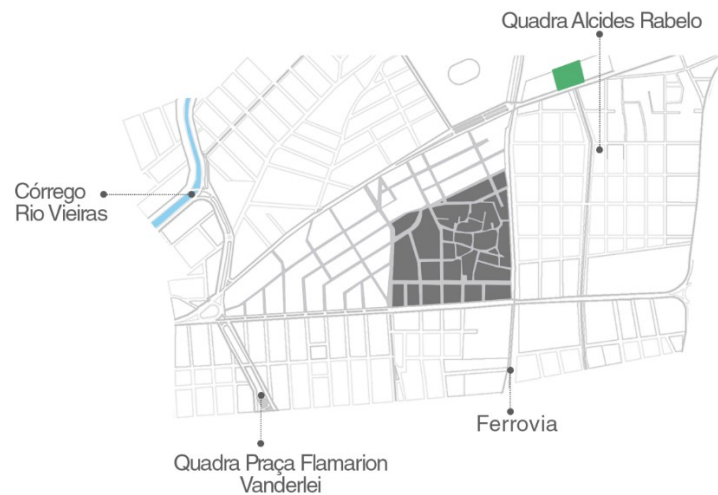 Quadra Alcides Rabelo
Córrego
Rio Vieiras
Ferrovia
Quadra Praça Flamarion
Vanderlei